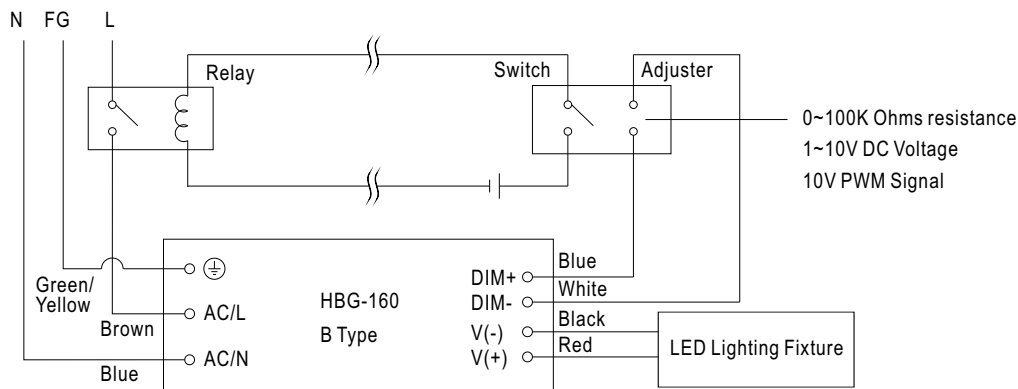 N FG L
Relay
Switch
Adjuster
0~100K Ohms resistance
1~10V DC Voltage
10V PWM Signal
Green/
Yellow
Brown
Blue
AC/L
AC/N
HBG-160
B Type
DIM+
DIM-
V(-)
V(+)
Blue
White
Black
Red
LED Lighting Fixture